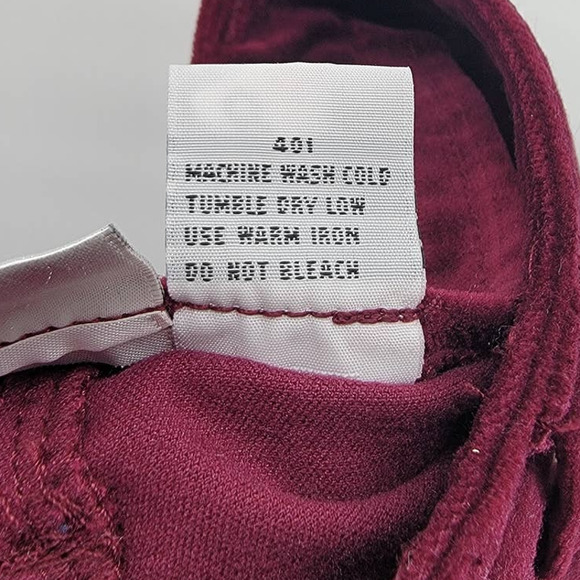 401
MACHINE WASH COLD
TUMBLE DRY LOW
USE WARM IRON
DO NOT BLEACH